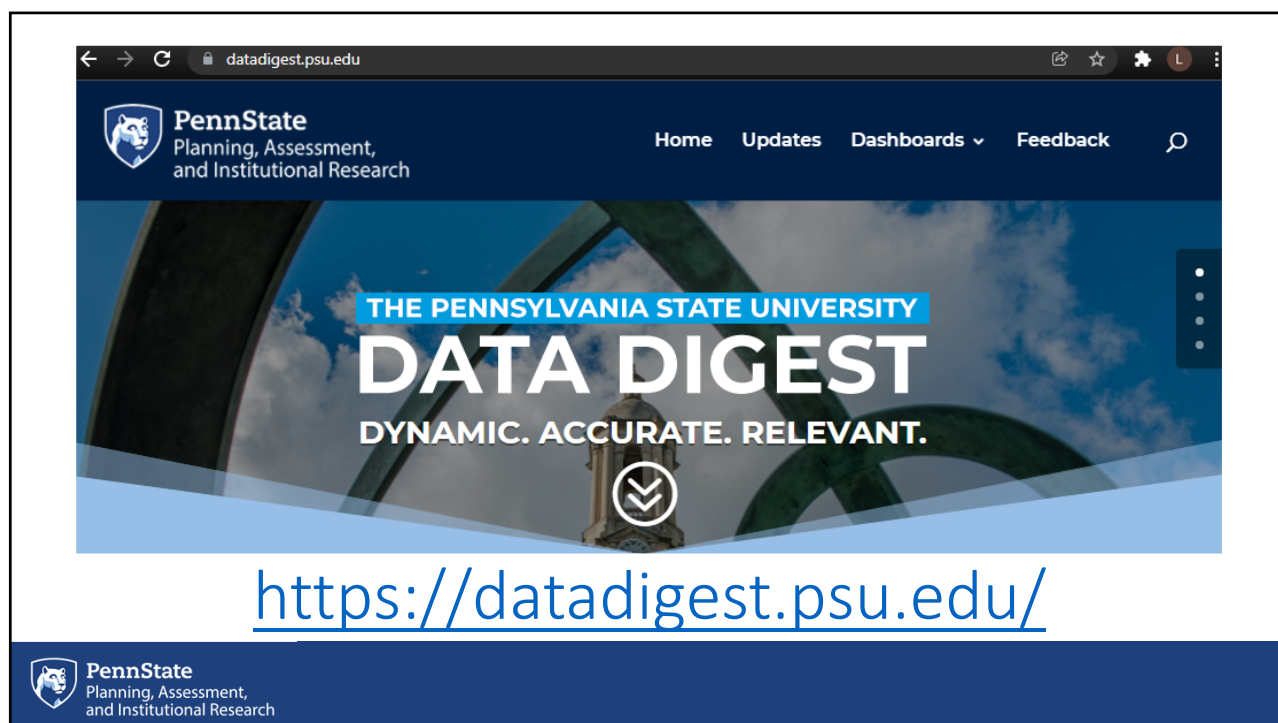 datadigest.psu.edu
L
PennState
Planning, Assessment,
and Institutional Research
Home Updates Dashboards Feedback
THE PENNSYLVANIA STATE UNIVERSITY
DATA DIGEST
DYNAMIC. ACCURATE. RELEVANT.
https://datadigest.psu.edu/
PennState
Planning, Assessment,
and Institutional Research